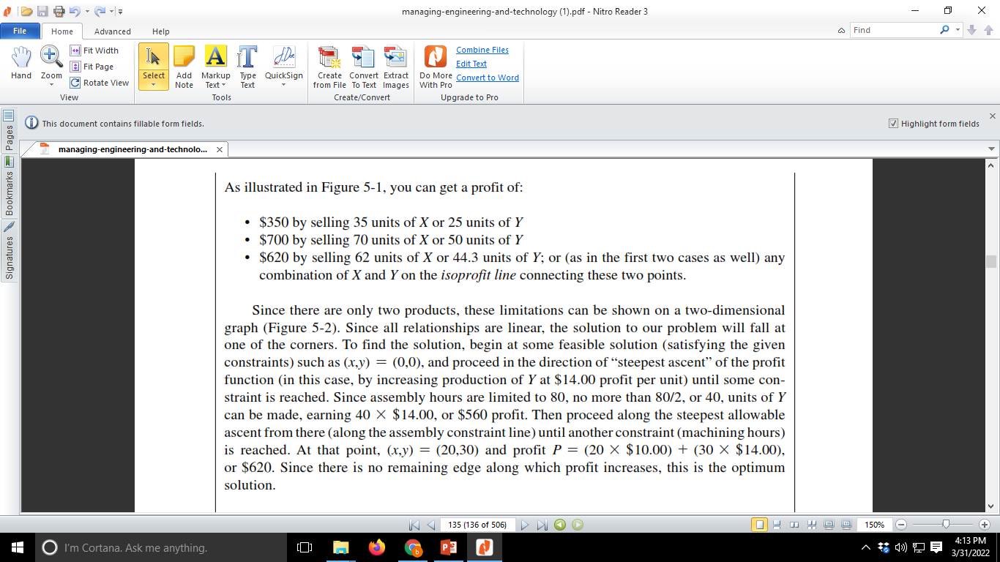 managing-engineering-and-technology (1).pdf - Nitro Reader 3
File Home Advanced Help
Find
Hand
Zoom
Fit Width
Fit Page
Rotate View
View
Select
Add Note
Markup Text
Type Text
QuickSign
Tools
Create from File
Convert To Text
Extract Images
Create/Convert
Do More With Pro
Combine Files
Edit Text
Convert to Word
Upgrade to Pro
This document contains fillable form fields.
Highlight form fields
Pages
Bookmarks
Signatures
managing-engineering-and-technolo...
As illustrated in Figure 5-1, you can get a profit of:
• $350 by selling 35 units of X or 25 units of Y
• $700 by selling 70 units of X or 50 units of Y
• $620 by selling 62 units of X or 44.3 units of Y; or (as in the first two cases as well) any
combination of X and Y on the isoprofit line connecting these two points.
Since there are only two products, these limitations can be shown on a two-dimensional
graph (Figure 5-2). Since all relationships are linear, the solution to our problem will fall at
one of the corners. To find the solution, begin at some feasible solution (satisfying the given
constraints) such as (x,y) = (0,0), and proceed in the direction of “steepest ascent” of the profit
function (in this case, by increasing production of Y at $14.00 profit per unit) until some con-
straint is reached. Since assembly hours are limited to 80, no more than 80/2, or 40, units of Y
can be made, earning 40 × $14.00, or $560 profit. Then proceed along the steepest allowable
ascent from there (along the assembly constraint line) until another constraint (machining hours)
is reached. At that point, (x,y) = (20,30) and profit P = (20 × $10.00) + (30 × $14.00),
or $620. Since there is no remaining edge along which profit increases, this is the optimum
solution.
135 (136 of 506)
150%
I'm Cortana. Ask me anything.
4:13 PM
3/31/2022